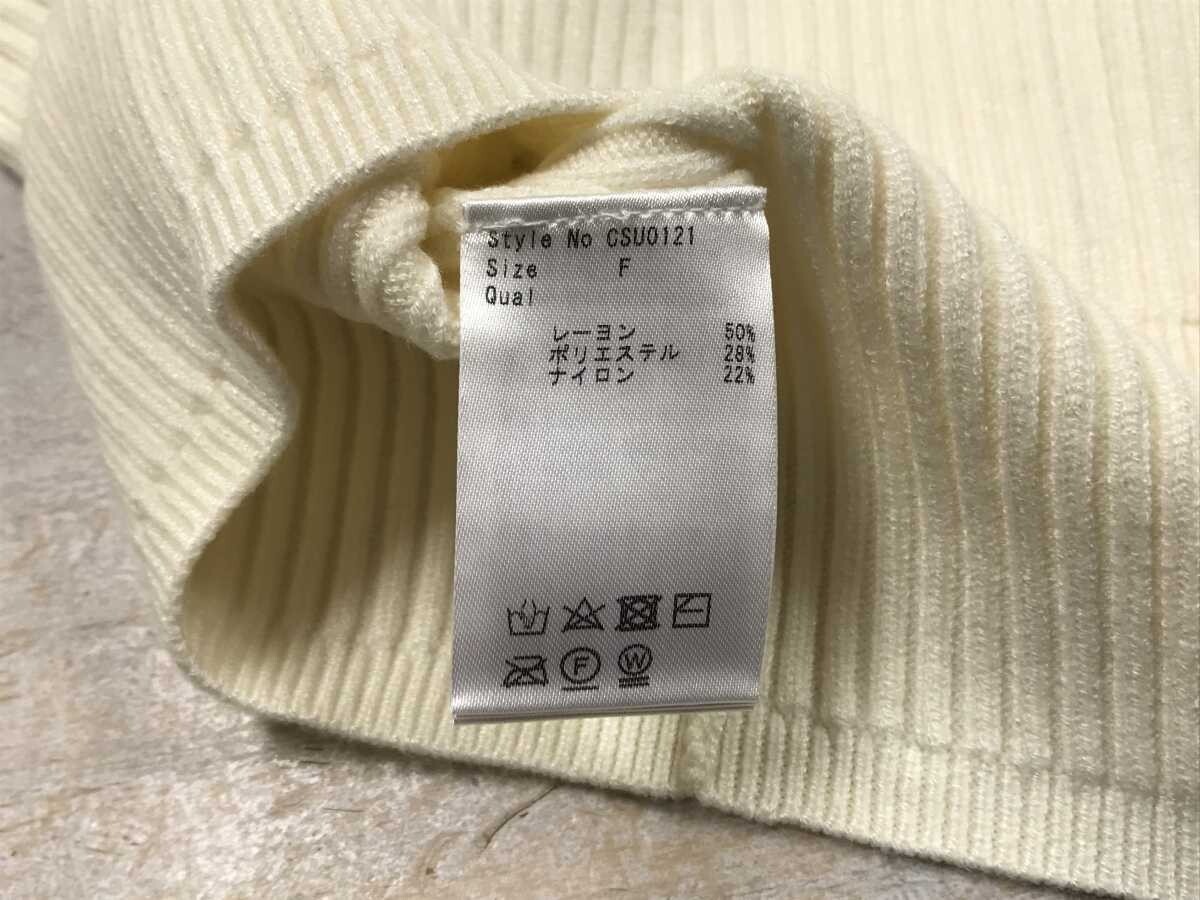 Style No CSU0121
Size F
Qual
レーヨン 50%
ポリエステル 28%
ナイロン 22%
F
W